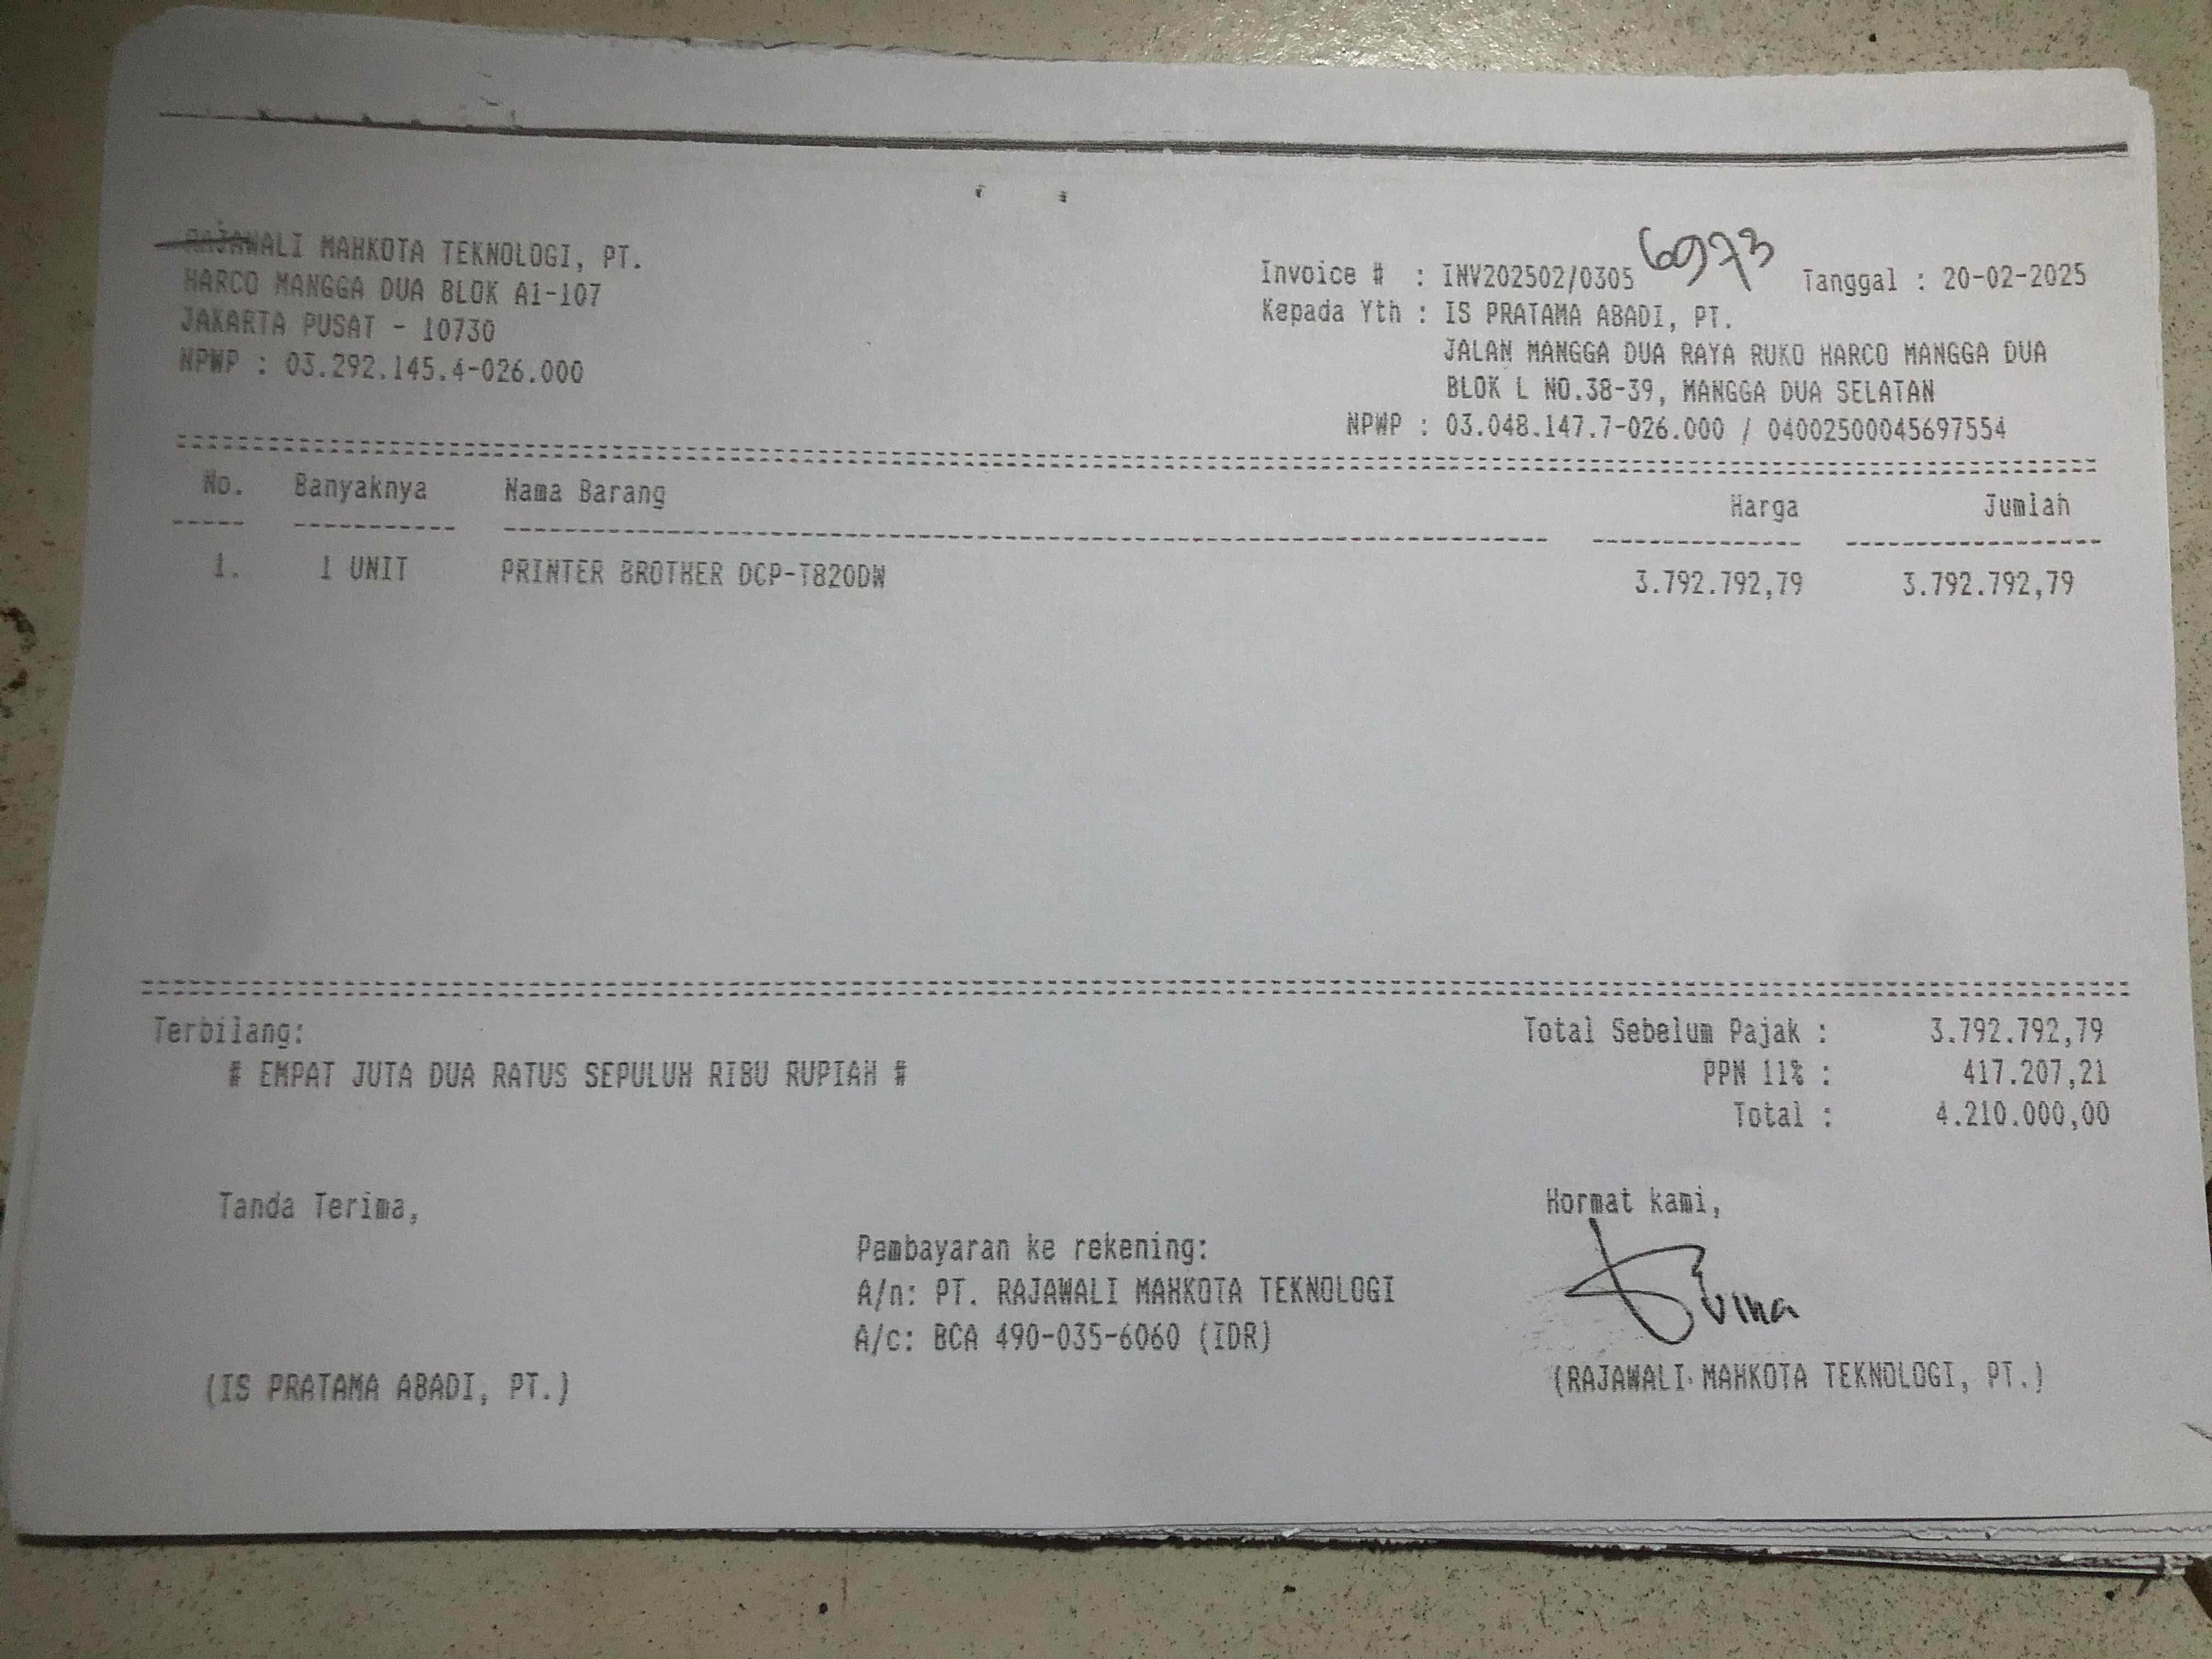 RAJAWALI MAHKOTA TEKNOLOGI, PT.
HARCO MANGGA DUA BLOK A1-107
JAKARTA PUSAT - 10730
NPWP : 03.292.145.4-026.000
Invoice # : INV202502/0305 6973 Tanggal : 20-02-2025
Kepada Yth : IS PRATAMA ABADI, PT.
JALAN MANGGA DUA RAYA RUKO HARCO MANGGA DUA
BLOK L NO.38-39, MANGGA DUA SELATAN
NPWP : 03.048.147.7-026.000 / 04002500045697554
No. Banyaknya Nama Barang Harga Jumlah
1. 1 UNIT PRINTER BROTHER DCP-T820DW 3.792.792,79 3.792.792,79
Terbilang:
# EMPAT JUTA DUA RATUS SEPULUH RIBU RUPIAH #
Total Sebelum Pajak : 3.792.792,79
PPN 11% : 417.207,21
Total : 4.210.000,00
Tanda Terima,
(IS PRATAMA ABADI, PT.)
Pembayaran ke rekening:
A/n: PT. RAJAWALI MAHKOTA TEKNOLOGI
A/c: BCA 490-035-6060 (IDR)
Hormat kami,
(RAJAWALI MAHKOTA TEKNOLOGI, PT.)